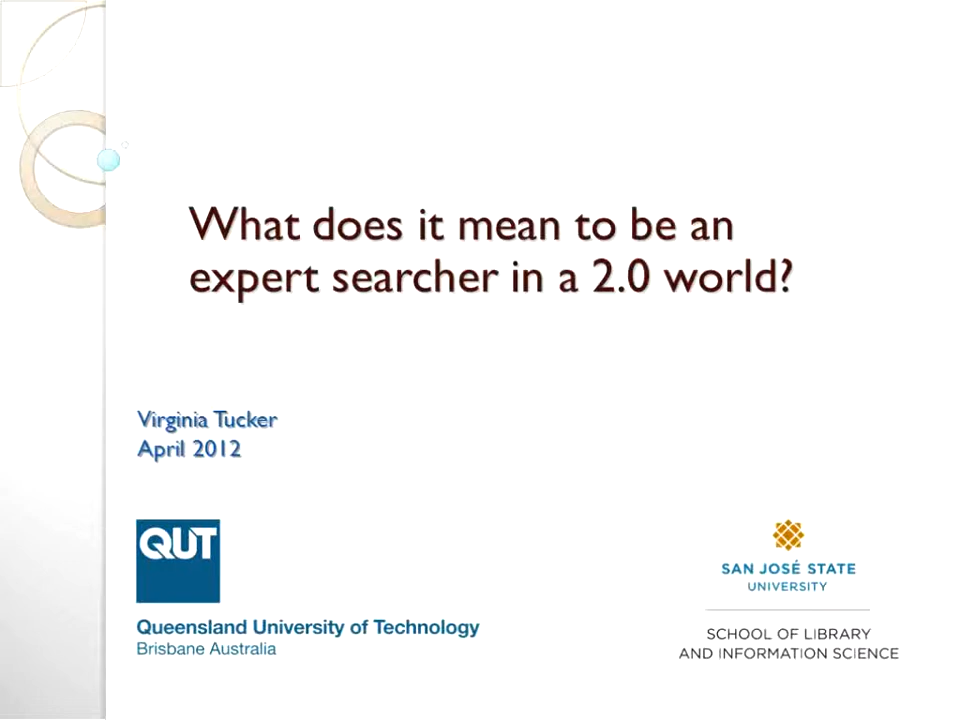 What does it mean to be an
expert searcher in a 2.0 world?
Virginia Tucker
April 2012
QUT
Queensland University of Technology
Brisbane Australia
SAN JOSÉ STATE
UNIVERSITY
SCHOOL OF LIBRARY
AND INFORMATION SCIENCE